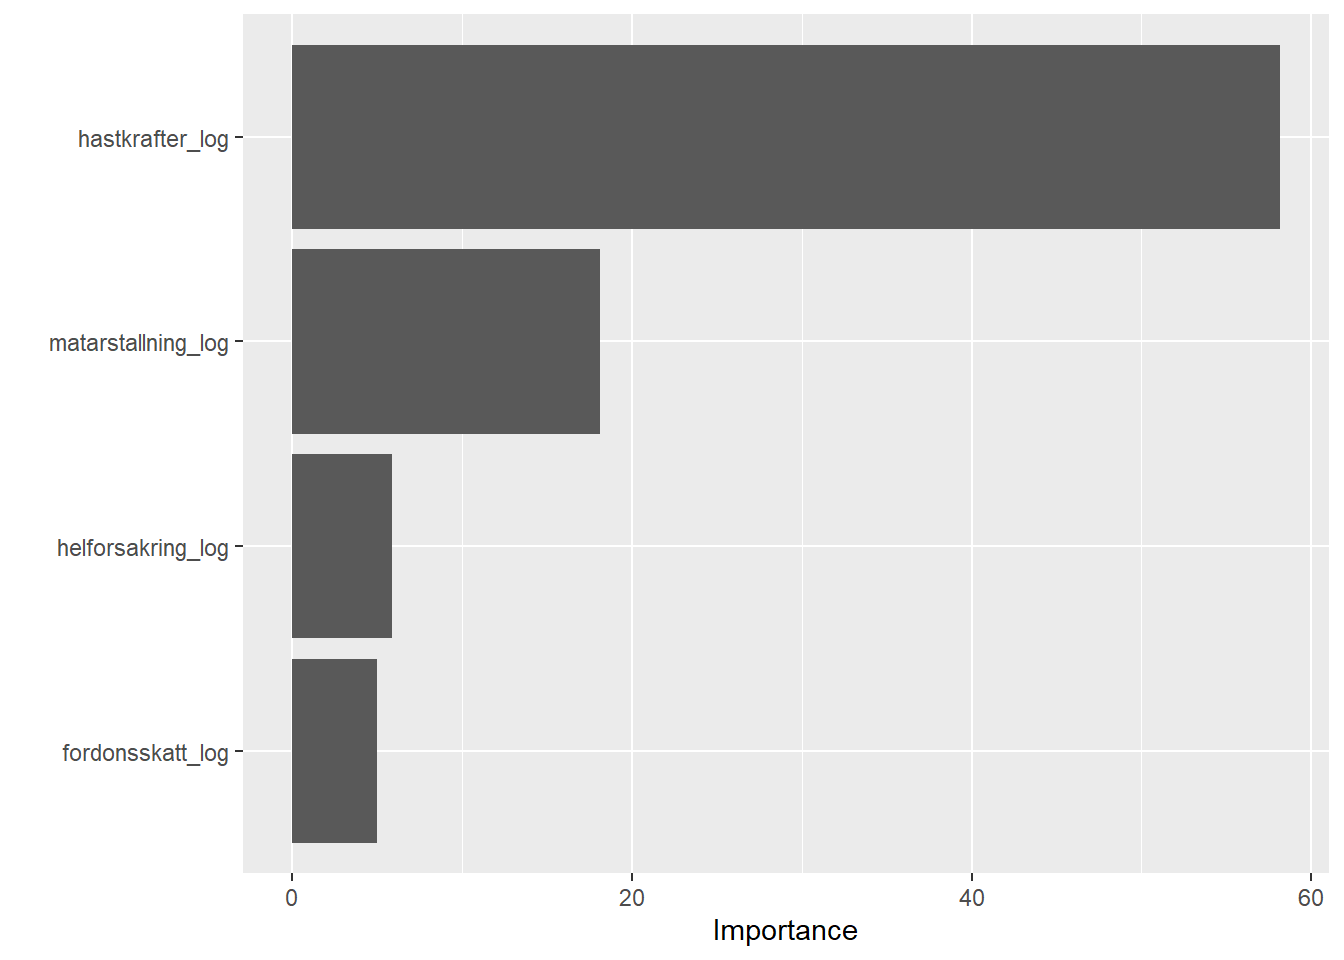 hastkrafter_log
matarstallning_log
helforsakring_log
fordonsskatt_log
0 20 40 60
Importance